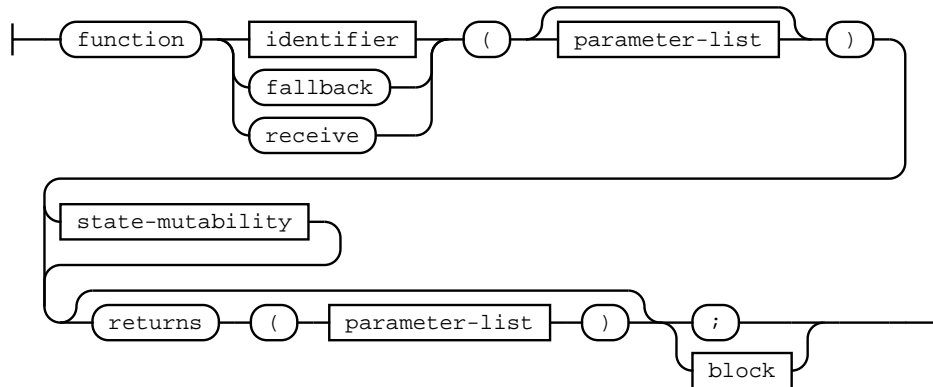 function identifier ( parameter-list )
fallback
receive
state-mutability
returns ( parameter-list ) ;
block